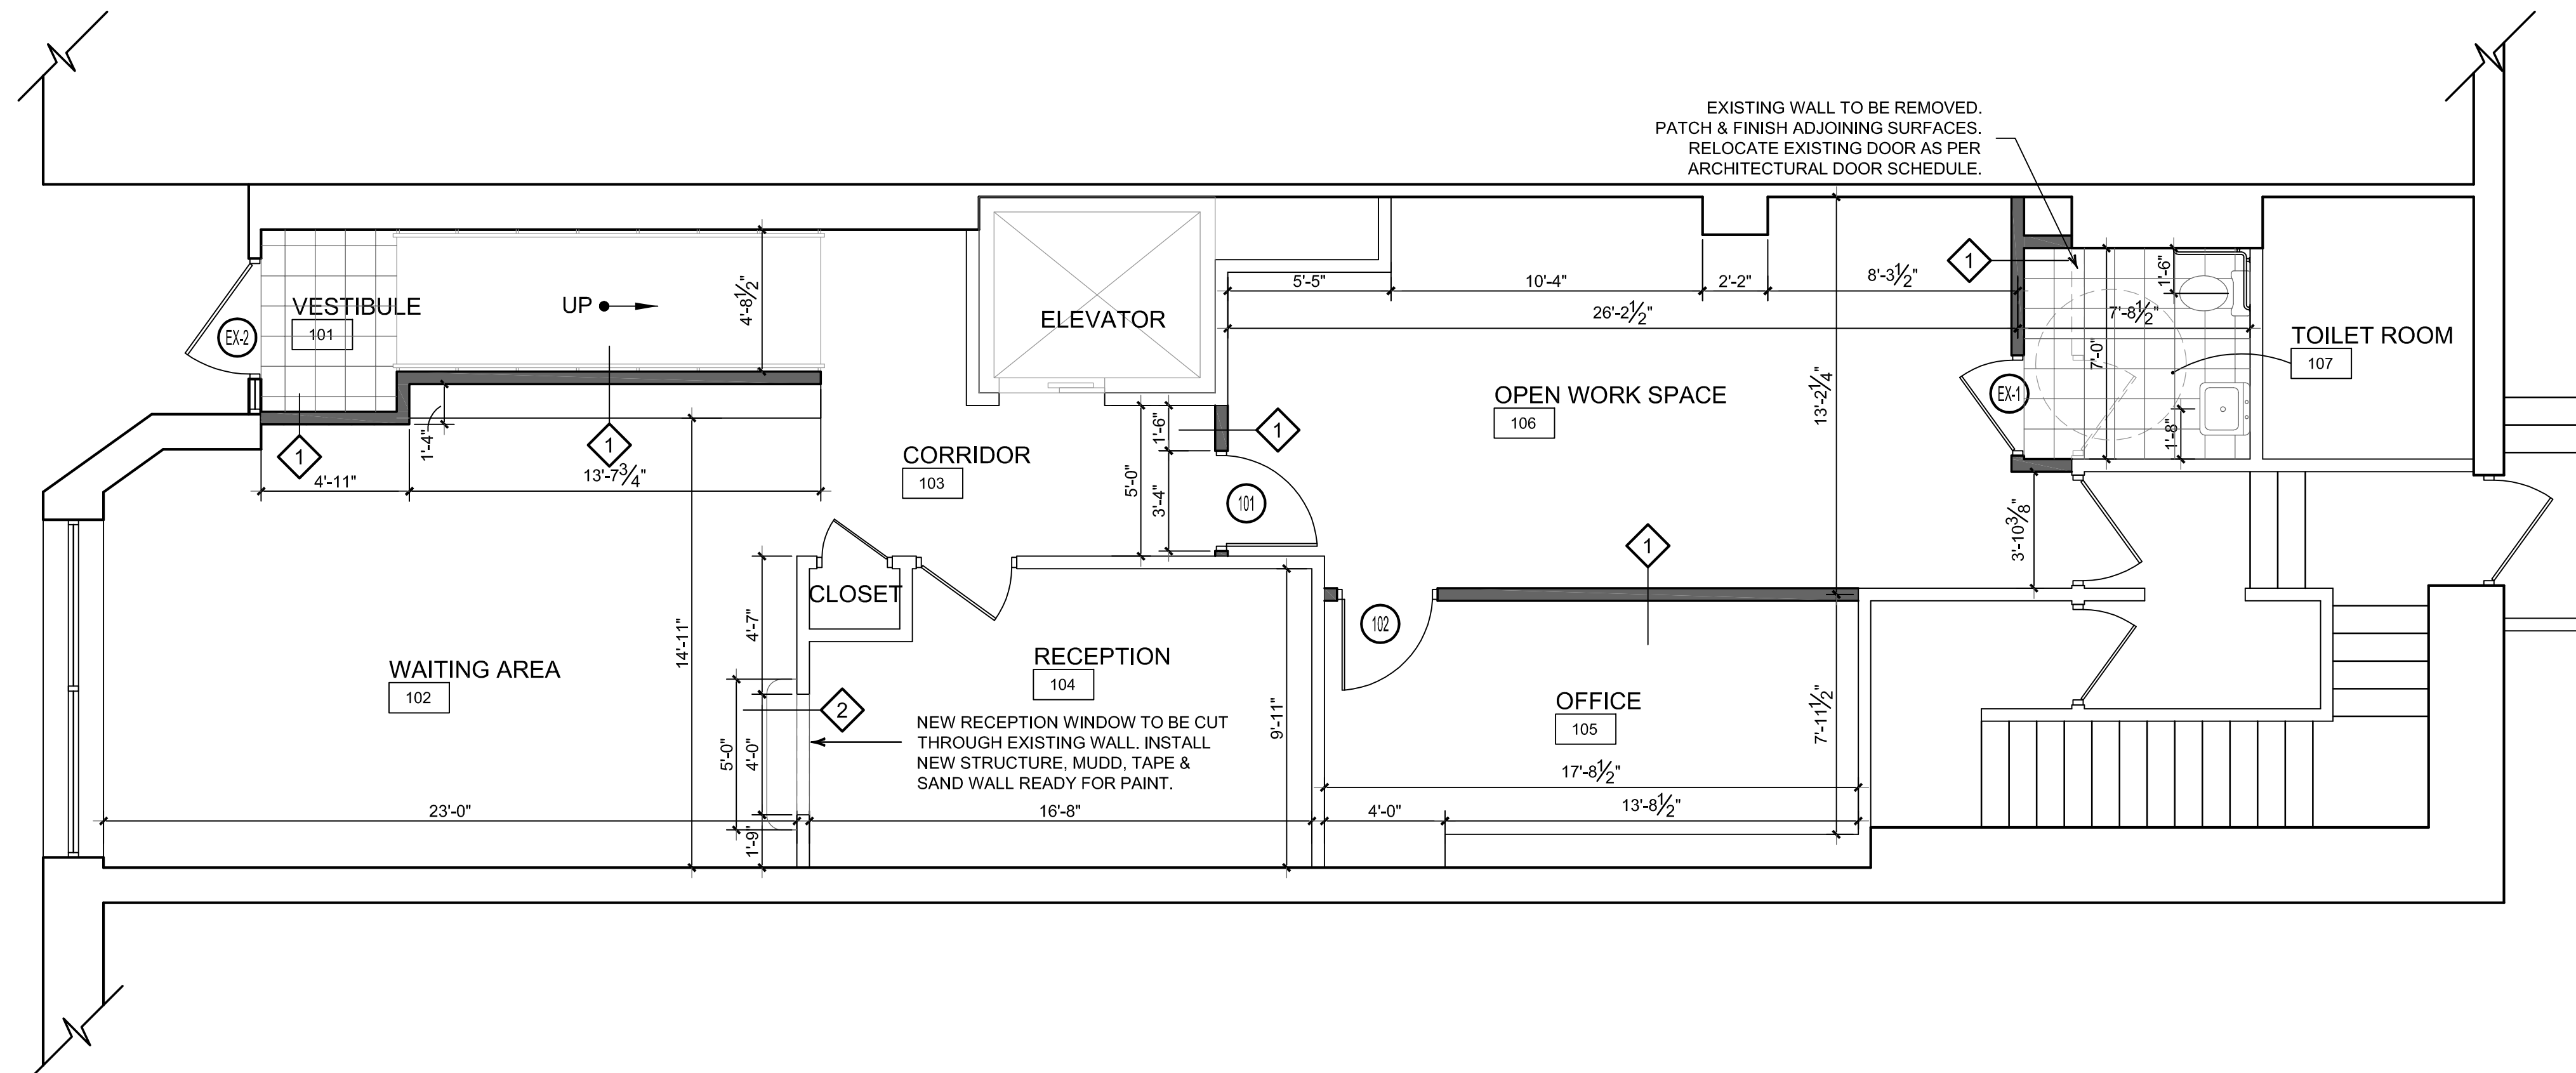 EXISTING WALL TO BE REMOVED.
PATCH & FINISH ADJOINING SURFACES.
RELOCATE EXISTING DOOR AS PER
ARCHITECTURAL DOOR SCHEDULE.
VESTIBULE
101
EX-2
UP
4'-8½"
ELEVATOR
5'-5"
10'-4"
2'-2"
8'-3½"
1
26'-2½"
1'-6"
7'-8½"
7'-0"
1'-8"
TOILET ROOM
107
EX-1
OPEN WORK SPACE
106
13'-2¼"
1
1
1'-4"
4'-11"
13'-7¾"
CORRIDOR
103
1'-6"
5'-0"
3'-4"
1
101
3'-10⅜"
1
CLOSET
102
4'-7"
14'-11"
WAITING AREA
102
RECEPTION
104
2
NEW RECEPTION WINDOW TO BE CUT
THROUGH EXISTING WALL. INSTALL
NEW STRUCTURE, MUDD, TAPE &
SAND WALL READY FOR PAINT.
5'-0"
4'-0"
9'-11"
OFFICE
105
7'-11½"
17'-8½"
23'-0"
1'-9"
16'-8"
4'-0"
13'-8½"